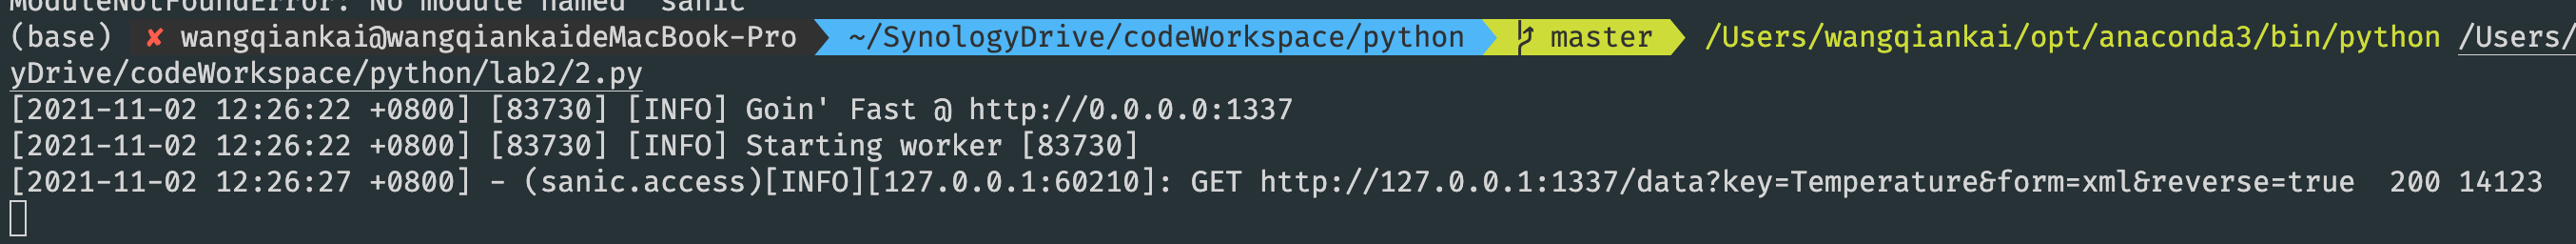 ModuleNotFoundError: No module named 'sanic'
(base) ✘ wangqiankai@wangqiankaideMacBook-Pro ~/SynologyDrive/codeWorkspace/python master /Users/wangqiankai/opt/anaconda3/bin/python /Users/
yDrive/codeWorkspace/python/lab2/2.py
[2021-11-02 12:26:22 +0800] [83730] [INFO] Goin' Fast @ http://0.0.0.0:1337
[2021-11-02 12:26:22 +0800] [83730] [INFO] Starting worker [83730]
[2021-11-02 12:26:27 +0800] - (sanic.access)[INFO][127.0.0.1:60210]: GET http://127.0.0.1:1337/data?key=Temperature&form=xml&reverse=true  200 14123